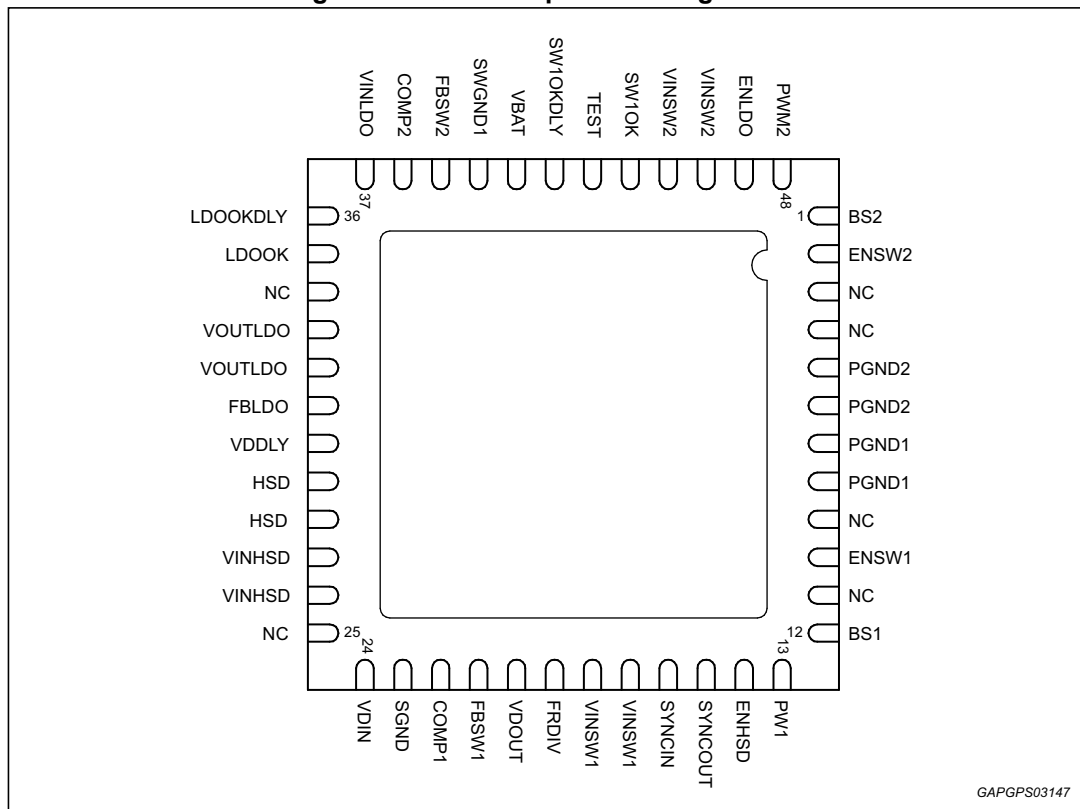 VINLDO
COMP2
FBSW2
SWGND1
VBAT
SW1OKDLY
TEST
SW1OK
VINSW2
VINSW2
ENLDO
PWM2
37
48
LDOOKDLY 36
LDOOK
NC
VOUTLDO
VOUTLDO
FBLDO
VDDLY
HSD
HSD
VINHSD
VINHSD
NC 25
1 BS2
ENSW2
NC
NC
PGND2
PGND2
PGND1
PGND1
NC
ENSW1
NC
12 BS1
24
13
VDIN
SGND
COMP1
FBSW1
VDOUT
FRDIV
VINSW1
VINSW1
SYNCIN
SYNCOUT
ENHSD
PW1
GAPGPS03147